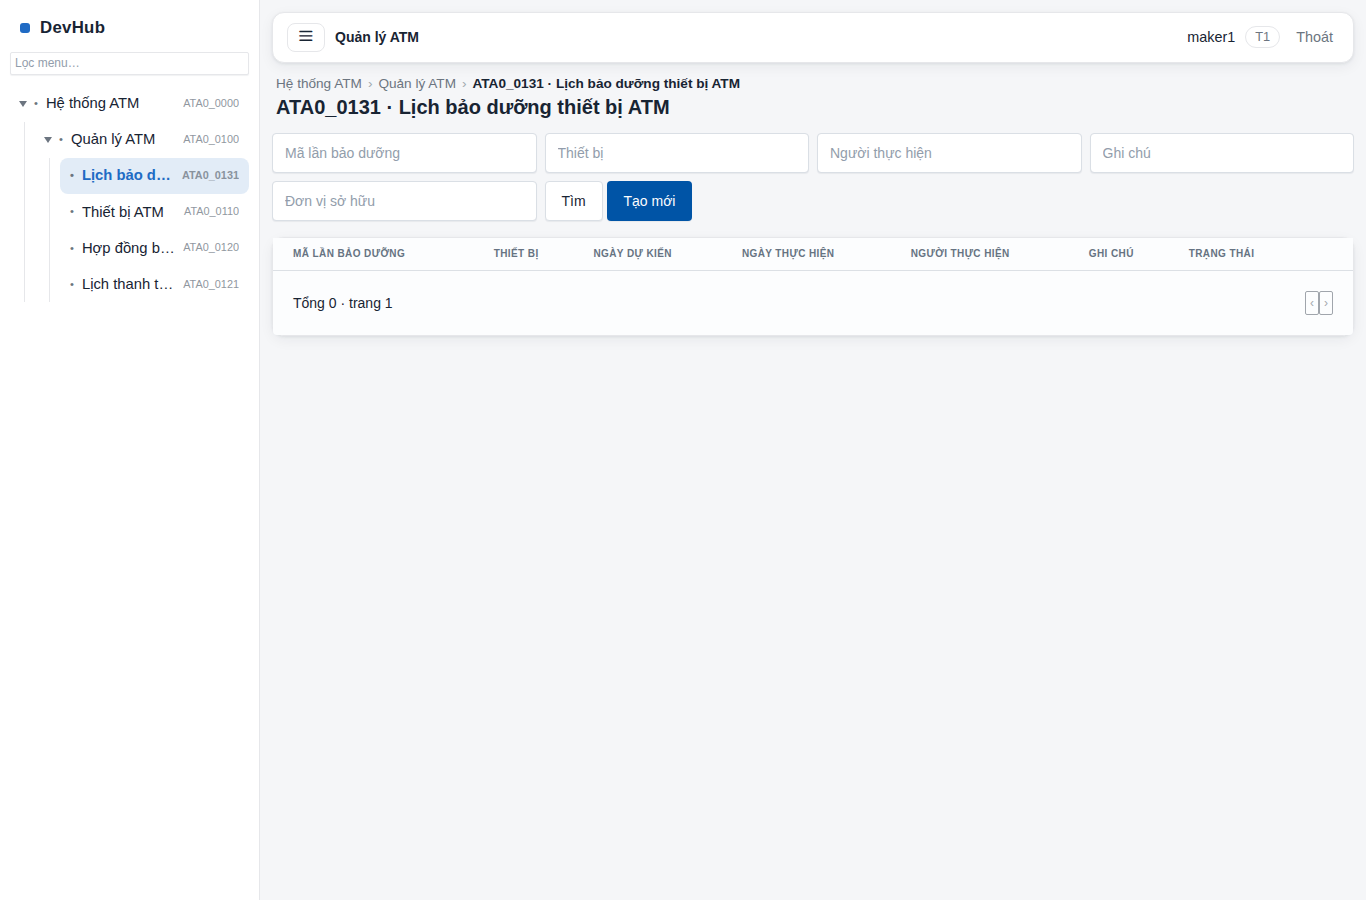 DevHub
Lọc menu…
Hệ thống ATM ATA0_0000
Quản lý ATM ATA0_0100
Lịch bảo d… ATA0_0131
Thiết bị ATM ATA0_0110
Hợp đồng b… ATA0_0120
Lịch thanh t… ATA0_0121
Quản lý ATM
maker1 T1 Thoát
Hệ thống ATM › Quản lý ATM › ATA0_0131 · Lịch bảo dưỡng thiết bị ATM
ATA0_0131 · Lịch bảo dưỡng thiết bị ATM
Mã lần bảo dưỡng Thiết bị Người thực hiện Ghi chú
Đơn vị sở hữu Tìm Tạo mới
MÃ LẦN BẢO DƯỠNG THIẾT BỊ NGÀY DỰ KIẾN NGÀY THỰC HIỆN NGƯỜI THỰC HIỆN GHI CHÚ TRẠNG THÁI
Tổng 0 · trang 1 ‹ ›